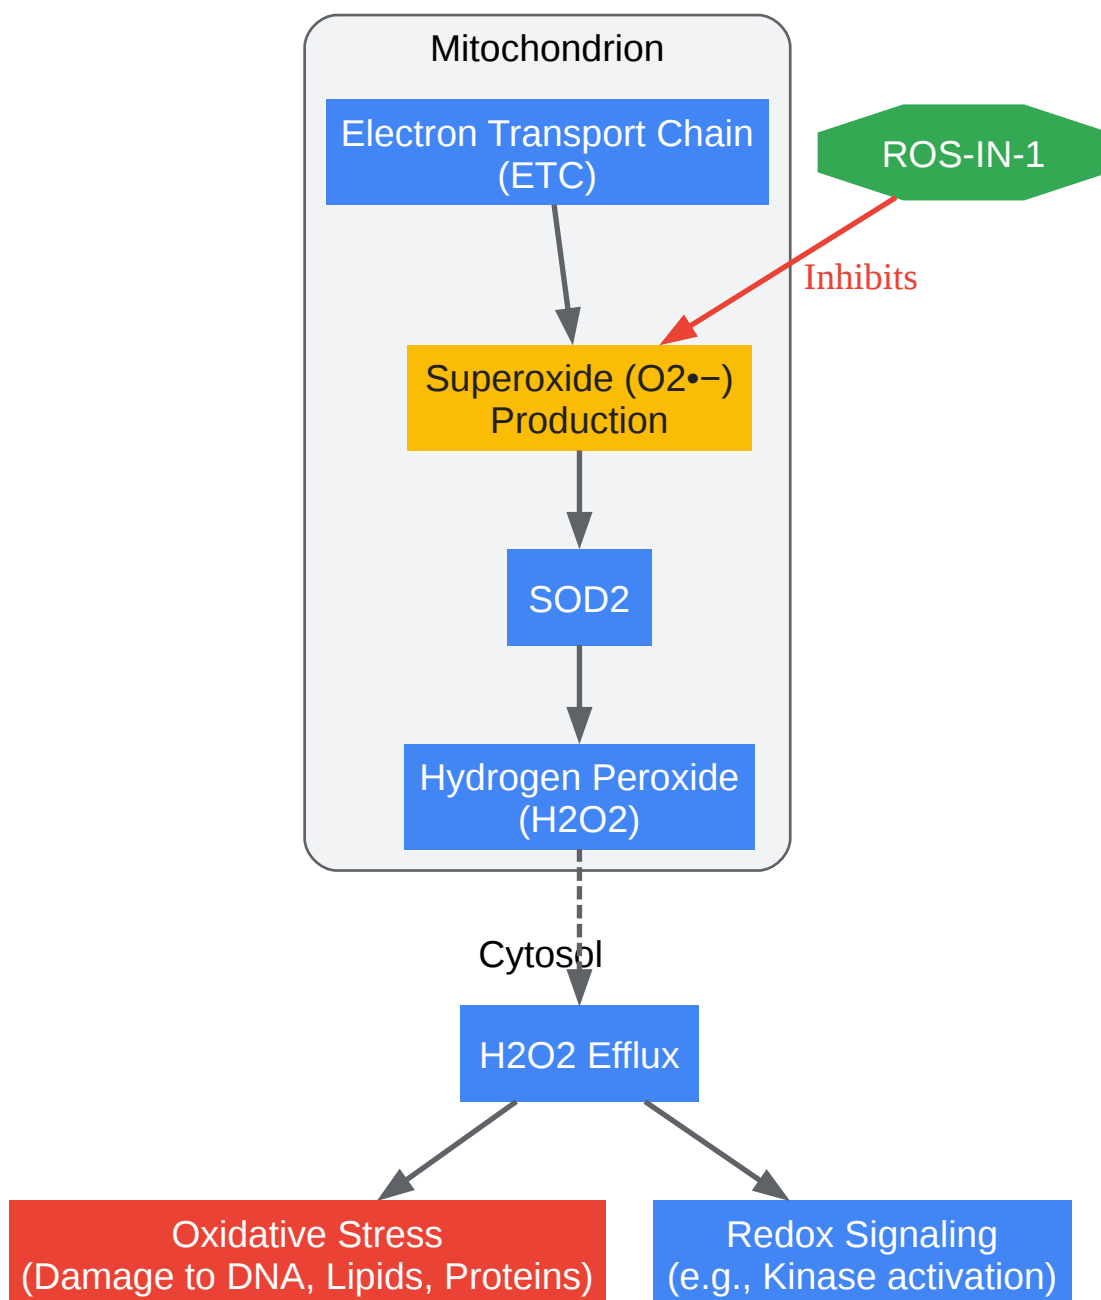 Mitochondrion
Electron Transport Chain
(ETC)
ROS-IN-1
Inhibits
Superoxide (O2•−)
Production
SOD2
Hydrogen Peroxide
(H2O2)
Cytosol
H2O2 Efflux
Oxidative Stress
(Damage to DNA, Lipids, Proteins)
Redox Signaling
(e.g., Kinase activation)